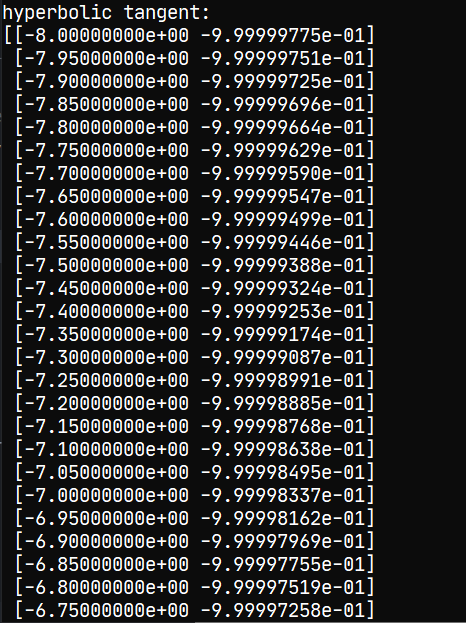 hyperbolic tangent:
[[-8.00000000e+00 -9.99999775e-01]
[-7.95000000e+00 -9.99999751e-01]
[-7.90000000e+00 -9.99999725e-01]
[-7.85000000e+00 -9.99999696e-01]
[-7.80000000e+00 -9.99999664e-01]
[-7.75000000e+00 -9.99999629e-01]
[-7.70000000e+00 -9.99999590e-01]
[-7.65000000e+00 -9.99999547e-01]
[-7.60000000e+00 -9.99999499e-01]
[-7.55000000e+00 -9.99999446e-01]
[-7.50000000e+00 -9.99999388e-01]
[-7.45000000e+00 -9.99999324e-01]
[-7.40000000e+00 -9.99999253e-01]
[-7.35000000e+00 -9.99999174e-01]
[-7.30000000e+00 -9.99999087e-01]
[-7.25000000e+00 -9.99998991e-01]
[-7.20000000e+00 -9.99998885e-01]
[-7.15000000e+00 -9.99998768e-01]
[-7.10000000e+00 -9.99998638e-01]
[-7.05000000e+00 -9.99998495e-01]
[-7.00000000e+00 -9.99998337e-01]
[-6.95000000e+00 -9.99998162e-01]
[-6.90000000e+00 -9.99997969e-01]
[-6.85000000e+00 -9.99997755e-01]
[-6.80000000e+00 -9.99997519e-01]
[-6.75000000e+00 -9.99997258e-01]